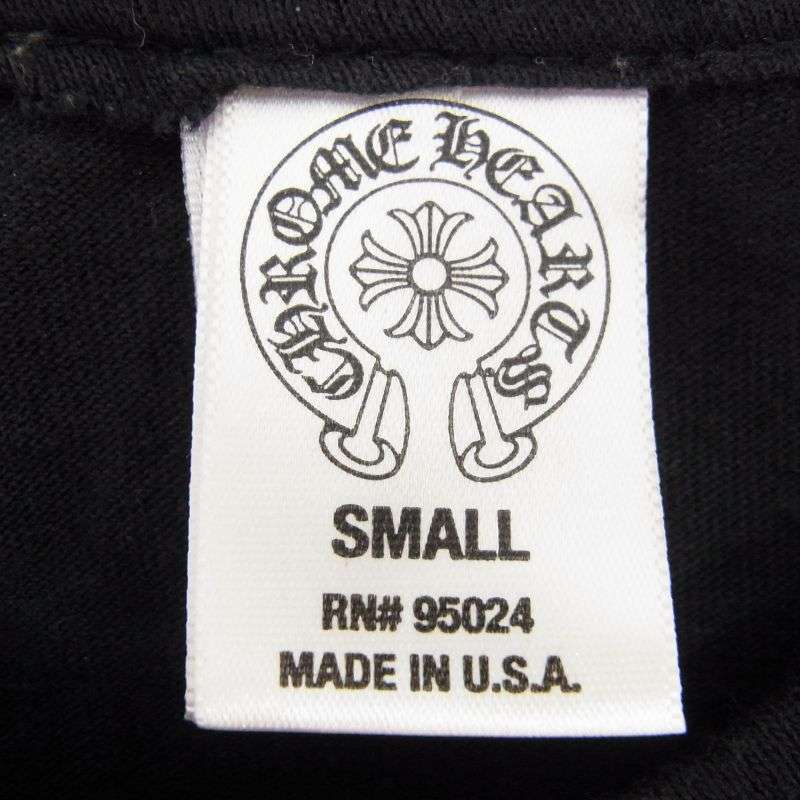 CHROME HEARTS
SMALL
RN# 95024
MADE IN U.S.A.